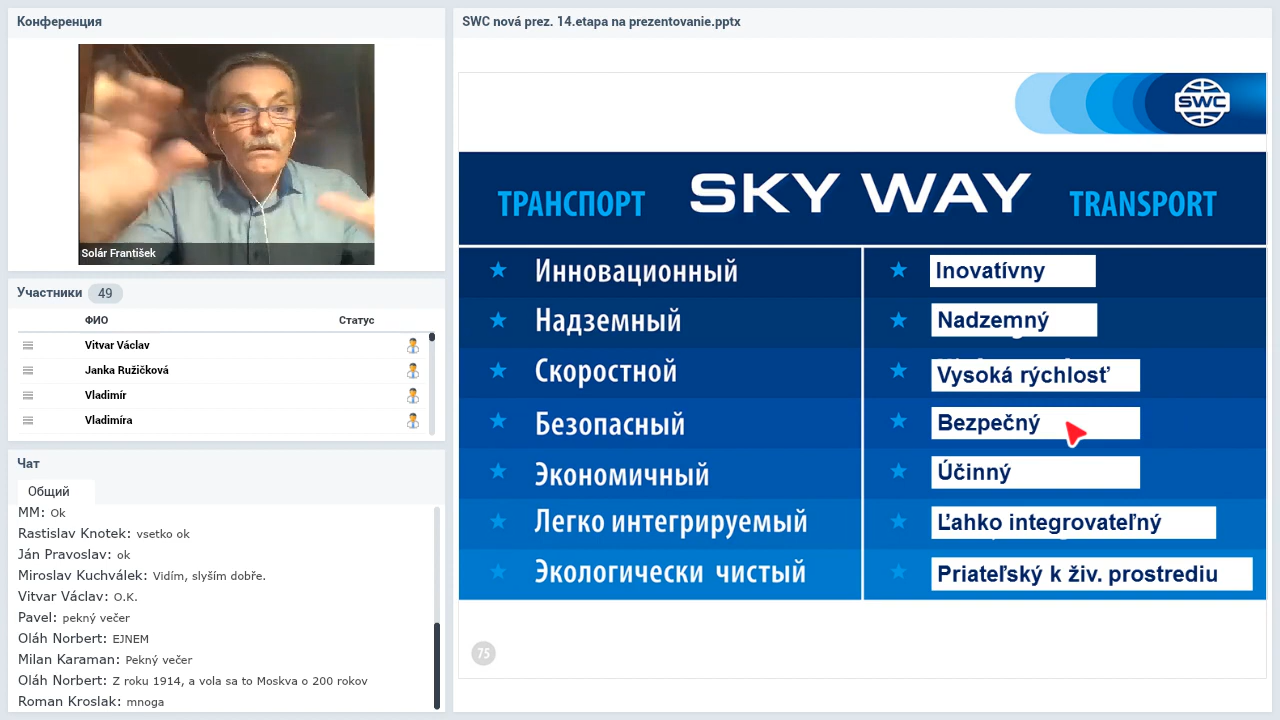 Конференция
Solár František
Участники 49
ФИО Статус
Vitvar Václav
Janka Ružičková
Vladimír
Vladimíra
Чат
Общий
MM: Ok
Rastislav Knotek: vsetko ok
Ján Pravoslav: ok
Miroslav Kuchválek: Vidím, slyším dobře.
Vitvar Václav: O.K.
Pavel: pekný večer
Oláh Norbert: EJNEM
Milan Karaman: Pekný večer
Oláh Norbert: Z roku 1914, a vola sa to Moskva o 200 rokov
Roman Kroslak: mnoga
SWC nová prez. 14.etapa na prezentovanie.pptx
SWC
ТРАНСПОРТ SKY WAY TRANSPORT
Инновационный Inovatívny
Надземный Nadzemný
Скоростной Vysoká rýchlosť
Безопасный Bezpečný
Экономичный Účinný
Легко интегрируемый Ľahko integrovateľný
Экологически чистый Priateľský k živ. prostrediu
75